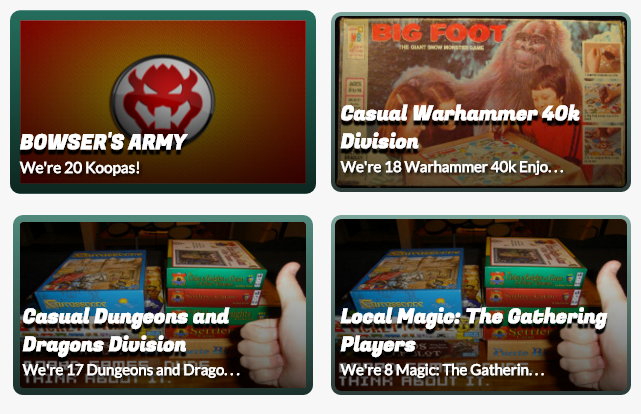 BOWSER'S ARMY
We're 20 Koopas!
BIG FOOT
THE GIANT SNOW MONSTER GAME
Casual Warhammer 40k
Division
We're 18 Warhammer 40k Enjo...
Carcassonne
Casual Dungeons and
Dragons Division
We're 17 Dungeons and Drago...
THINK ABOUT IT.
Carcassonne
Local Magic: The Gathering
Players
We're 8 Magic: The Gatherin...
THINK ABOUT IT.